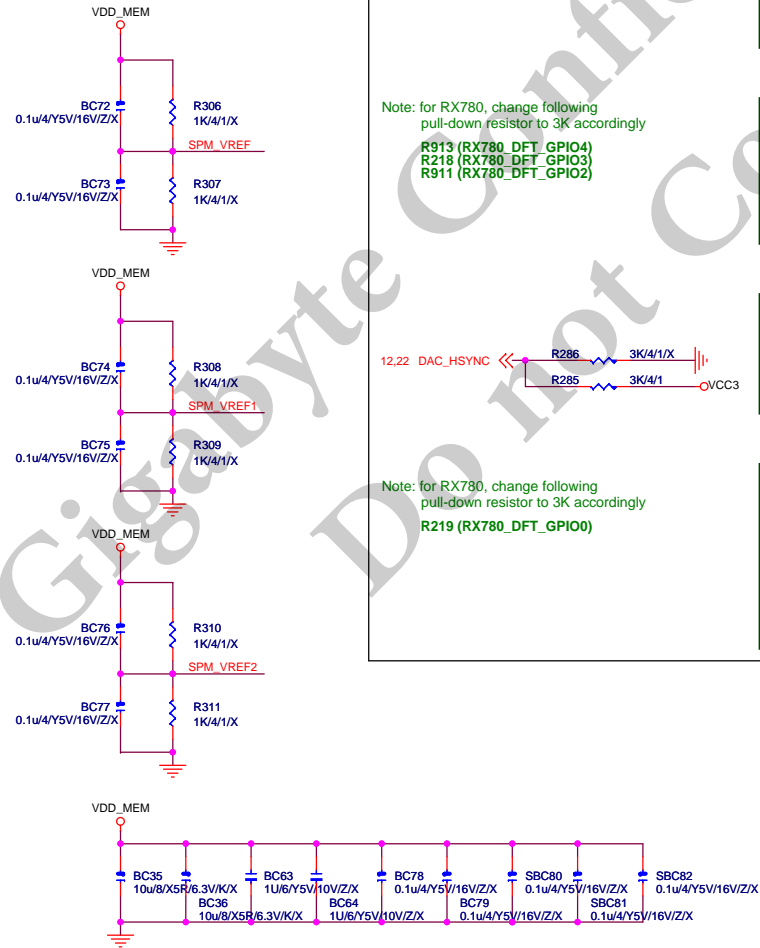 VDD_MEM
BC72
0.1u/4/Y5V/16V/Z/X
R306
1K/4/1/X
SPM_VREF
BC73
0.1u/4/Y5V/16V/Z/X
R307
1K/4/1/X
VDD_MEM
BC74
0.1u/4/Y5V/16V/Z/X
R308
1K/4/1/X
SPM_VREF1
BC75
0.1u/4/Y5V/16V/Z/X
R309
1K/4/1/X
VDD_MEM
BC76
0.1u/4/Y5V/16V/Z/X
R310
1K/4/1/X
SPM_VREF2
BC77
0.1u/4/Y5V/16V/Z/X
R311
1K/4/1/X
Note: for RX780, change following
pull-down resistor to 3K accordingly
R913 (RX780_DFT_GPIO4)
R218 (RX780_DFT_GPIO3)
R911 (RX780_DFT_GPIO2)
12,22 DAC_HSYNC
R286 3K/4/1/X
R285 3K/4/1
VCC3
Note: for RX780, change following
pull-down resistor to 3K accordingly
R219 (RX780_DFT_GPIO0)
VDD_MEM
BC35
10u/8/X5R/6.3V/K/X
BC36
10u/8/X5R/6.3V/K/X
BC63
1U/6/Y5V/10V/Z/X
BC64
1U/6/Y5V/10V/Z/X
BC78
0.1u/4/Y5V/16V/Z/X
BC79
0.1u/4/Y5V/16V/Z/X
SBC80
0.1u/4/Y5V/16V/Z/X
SBC81
0.1u/4/Y5V/16V/Z/X
SBC82
0.1u/4/Y5V/16V/Z/X
Gigabyte Confi
Do not Co